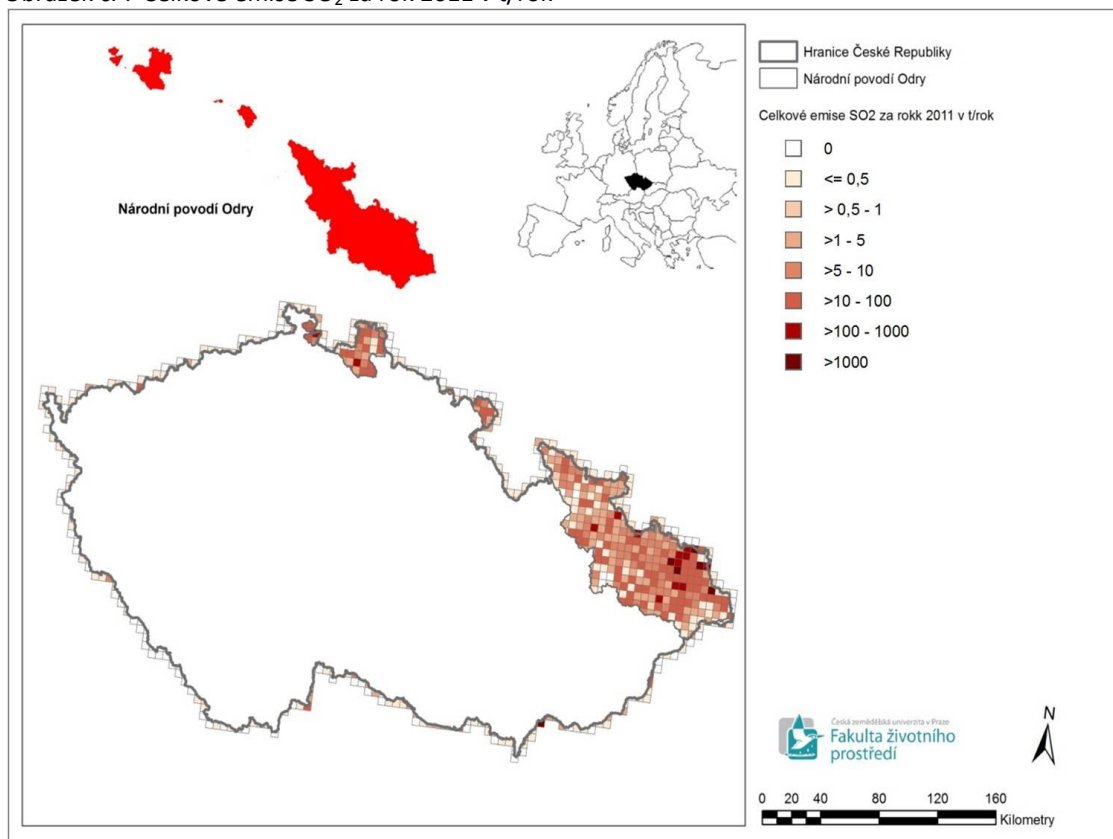 Národní povodí Odry
Hranice České Republiky
Národní povodí Odry
Celkové emise SO2 za rokk 2011 v t/rok
0
<= 0,5
> 0,5 - 1
>1 - 5
>5 - 10
>10 - 100
>100 - 1000
>1000
Česká zemědělská univerzita v Praze
Fakulta životního
prostředí
N
0 20 40 80 120 160
Kilometry